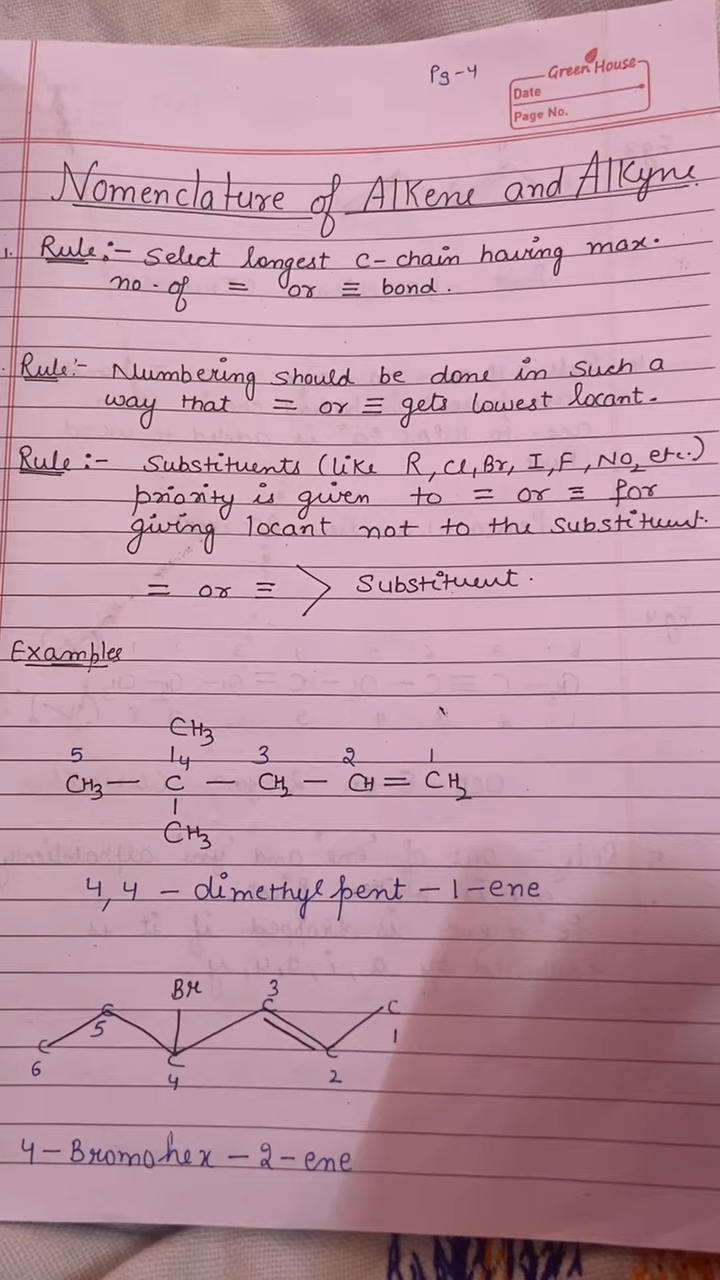 Pg-4
Green House
Date
Page No.
Nomenclature of Alkene and Alkyne
1. Rule:- Select longest C-chain having max.
no. of = or ≡ bond.
Rule:- Numbering should be done in such a
way that = or ≡ gets lowest locant.
Rule:- Substituents (like R, Cl, Br, I, F, NO2 etc.)
priority is given to = or ≡ for
giving locant not to the substituent.
= or ≡ > Substituent.
Examples
CH3
5 4 3 2 1
CH3 — C — CH2 — CH = CH2
CH3
4,4 - dimethyl pent - 1 - ene
Br 3
C C C
5 1
C C C
6 4 2
4 - Bromohex - 2 - ene